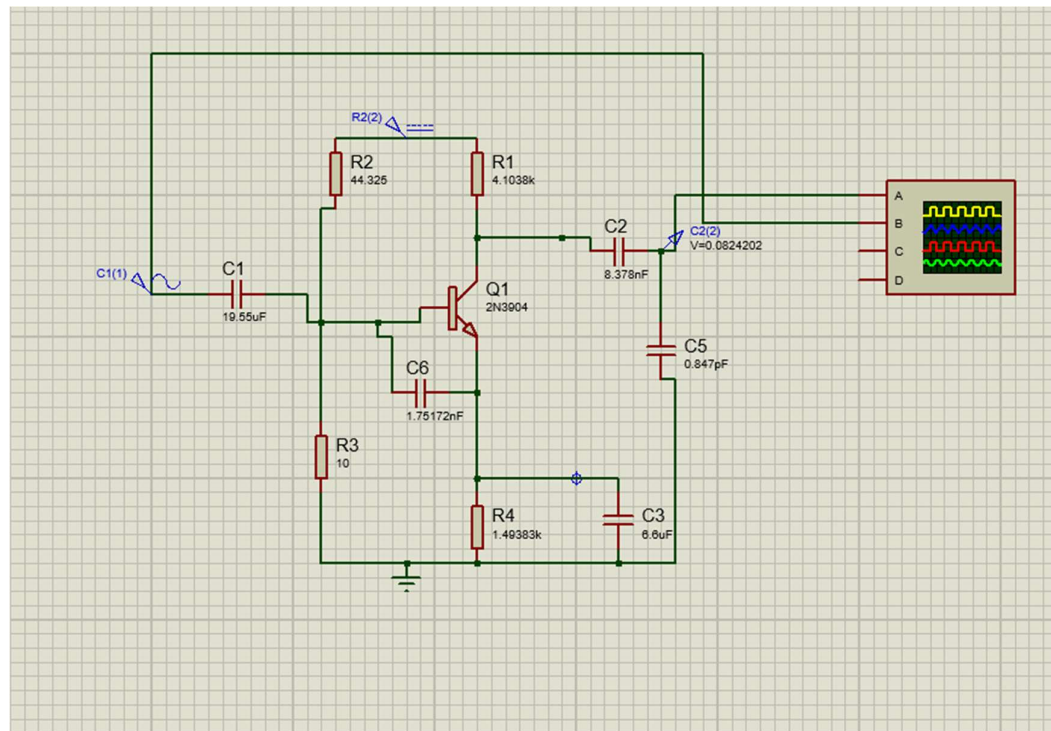 R2(2)
R2
44.325
R1
4.1038k
A
B
C
D
C2
8.378nF
C2(2)
V=0.0824202
C1(1)
C1
19.55uF
Q1
2N3904
C5
0.847pF
C6
1.75172nF
R3
10
R4
1.49383k
C3
6.6uF